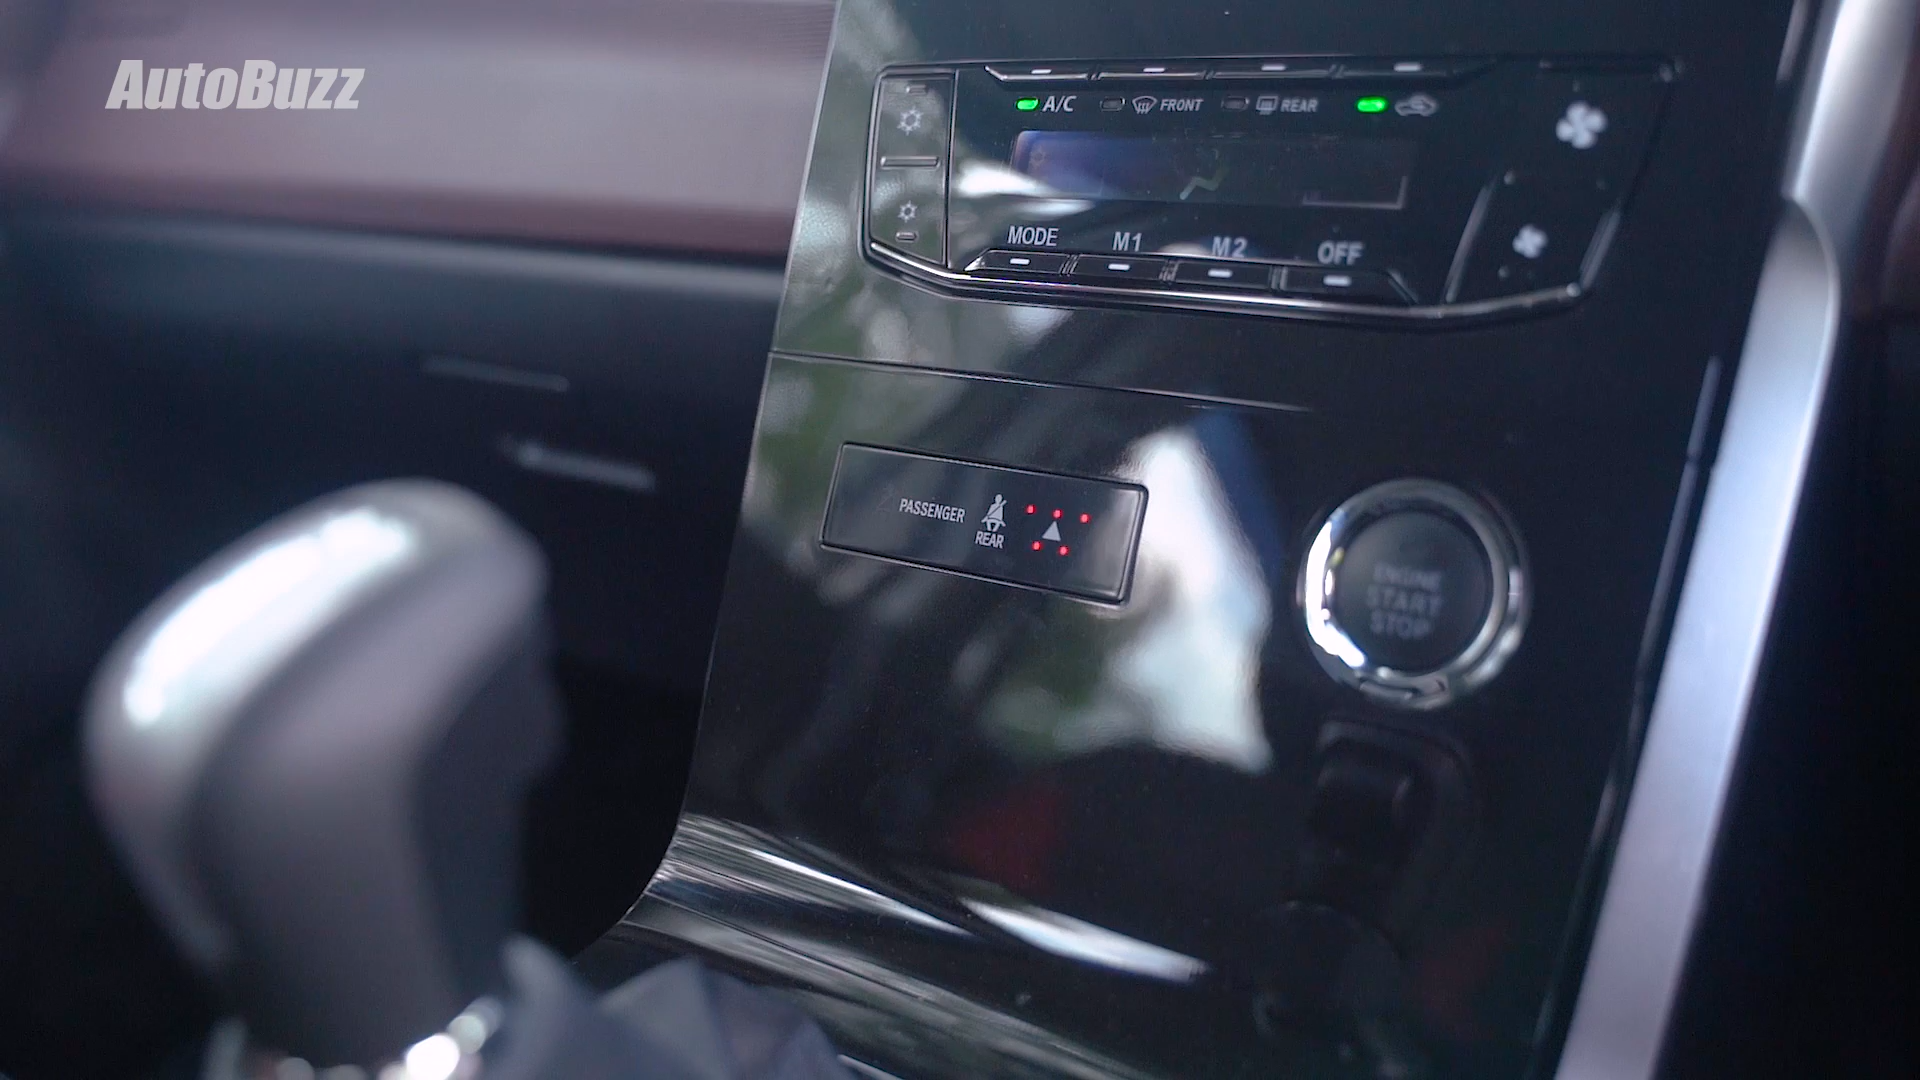 AutoBuzz
A/C FRONT REAR
MODE M1 M2 OFF
PASSENGER
REAR
ENGINE
START
STOP